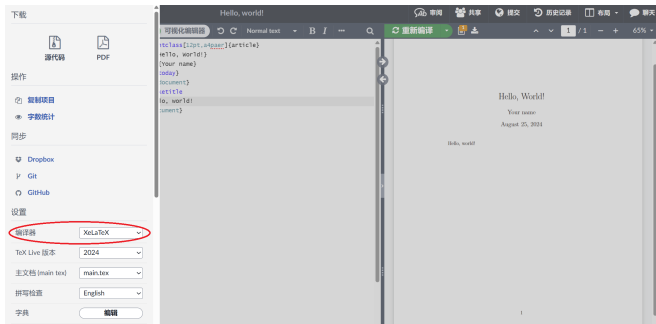 下载
源代码
PDF
操作
复制项目
字数统计
同步
Dropbox
Git
GitHub
设置
编译器 XeLaTeX
TeX Live 版本 2024
主文档 (main tex) main.tex
拼写检查 English
字典 编辑
Hello, world!
审阅 共享 提交 历史记录 布局 聊天
可视化编辑器 Normal text B I ···
重新编译 1 / 1 65%
ntclass[12pt,a4paer]{article}
Hello, world!}
{Your name}
today}
document}
ketitle
lo, world!
cument}
Hello, World!
Your name
August 25, 2024
Hello, world!
1